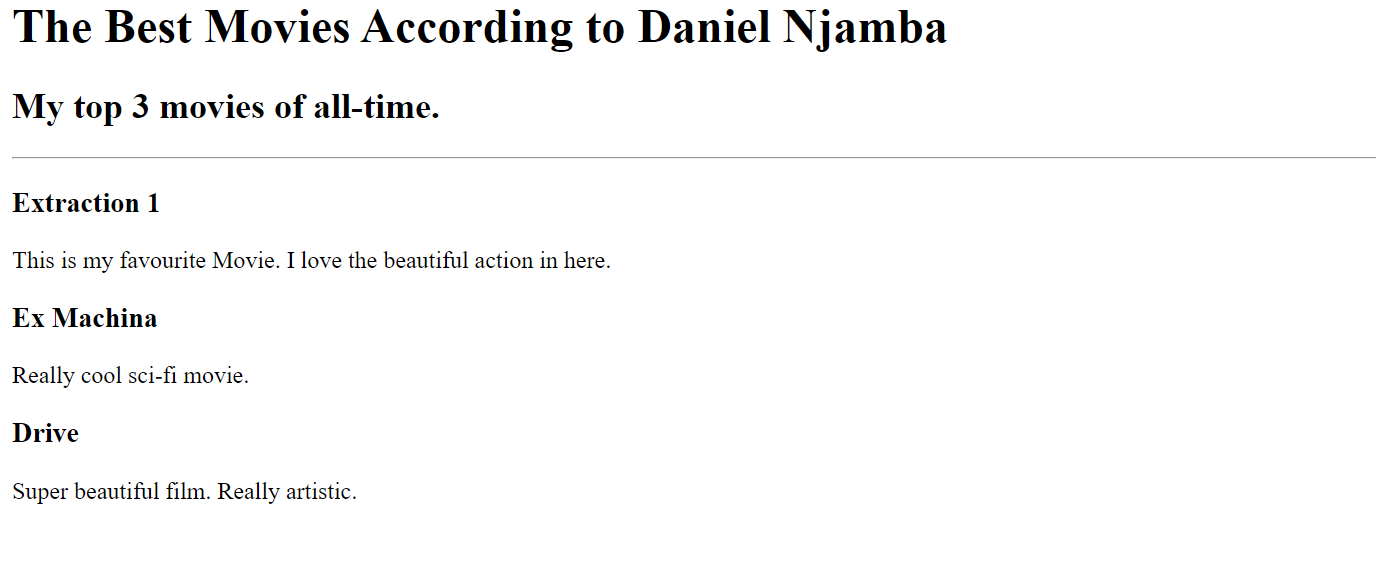 The Best Movies According to Daniel Njamba
My top 3 movies of all-time.
Extraction 1
This is my favourite Movie. I love the beautiful action in here.
Ex Machina
Really cool sci-fi movie.
Drive
Super beautiful film. Really artistic.